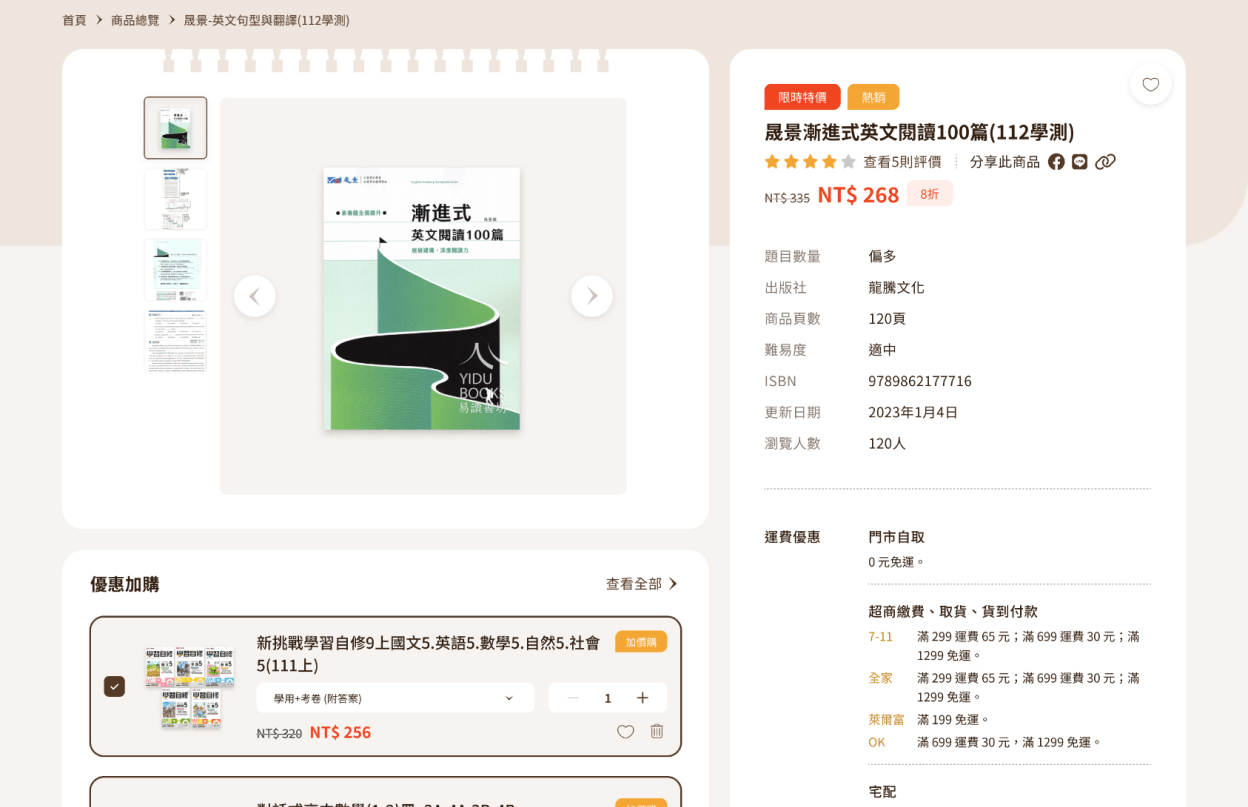 首頁 > 商品總覽 > 晟景-英文句型與翻譯(112學測)
漸進式
英文閱讀100篇
YIDU
BOOKS
易讀書坊
限時特價 熱銷
晟景漸進式英文閱讀100篇(112學測)
查看5則評價 分享此商品
NT$ 335 NT$ 268 8折
題目數量 偏多
出版社 龍騰文化
商品頁數 120頁
難易度 適中
ISBN 9789862177716
更新日期 2023年1月4日
瀏覽人數 120人
運費優惠 門市自取
0 元免運。
超商繳費、取貨、貨到付款
7-11 滿 299 運費 65 元；滿 699 運費 30 元；滿
1299 免運。
全家 滿 299 運費 65 元；滿 699 運費 30 元；滿
1299 免運。
萊爾富 滿 199 免運。
OK 滿 699 運費 30 元，滿 1299 免運。
宅配
優惠加購 查看全部
新挑戰學習自修9上國文5.英語5.數學5.自然5.社會
5(111上)
加價購
學用+考卷 (附答案)
1
NT$ 320 NT$ 256